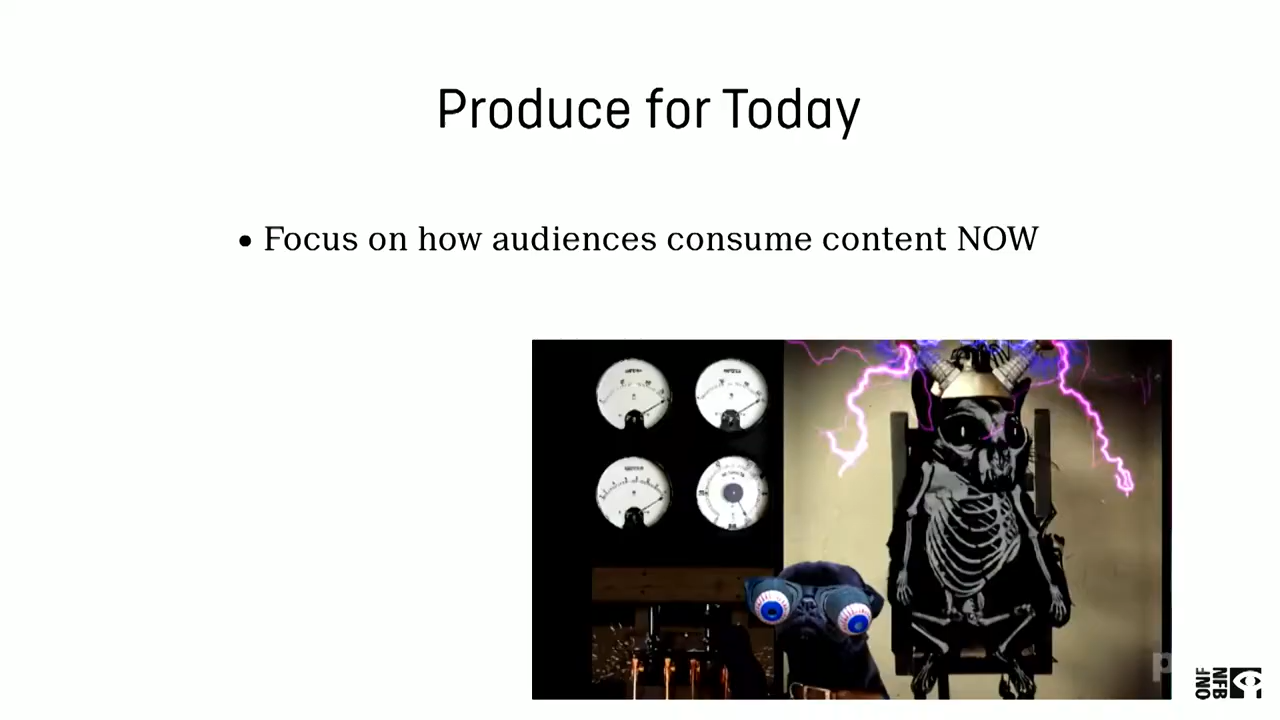 Produce for Today
• Focus on how audiences consume content NOW
ONF
NFB